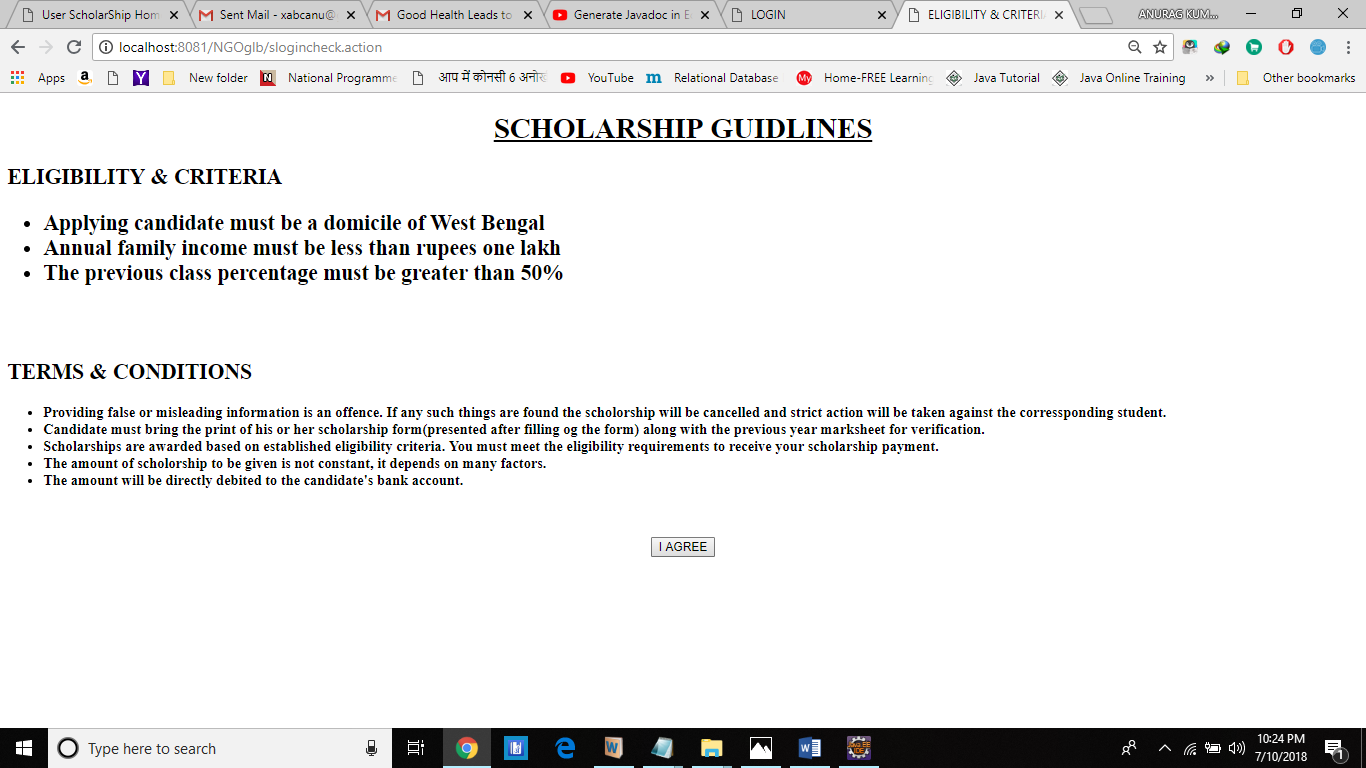 User ScholarShip Hom
Sent Mail - xabcanu@
Good Health Leads to
Generate Javadoc in E
LOGIN
ELIGIBILITY & CRITERI
ANURAG KUM...
localhost:8081/NGOglb/slogincheck.action
Apps
New folder
National Programme
आप में कोनसी 6 अनोखे
YouTube
Relational Database
Home-FREE Learning
Java Tutorial
Java Online Training
»
Other bookmarks
SCHOLARSHIP GUIDLINES
ELIGIBILITY & CRITERIA
• Applying candidate must be a domicile of West Bengal
• Annual family income must be less than rupees one lakh
• The previous class percentage must be greater than 50%
TERMS & CONDITIONS
• Providing false or misleading information is an offence. If any such things are found the scholorship will be cancelled and strict action will be taken against the corressponding student.
• Candidate must bring the print of his or her scholarship form(presented after filling og the form) along with the previous year marksheet for verification.
• Scholarships are awarded based on established eligibility criteria. You must meet the eligibility requirements to receive your scholarship payment.
• The amount of scholorship to be given is not constant, it depends on many factors.
• The amount will be directly debited to the candidate's bank account.
I AGREE
Type here to search
10:24 PM
7/10/2018
1